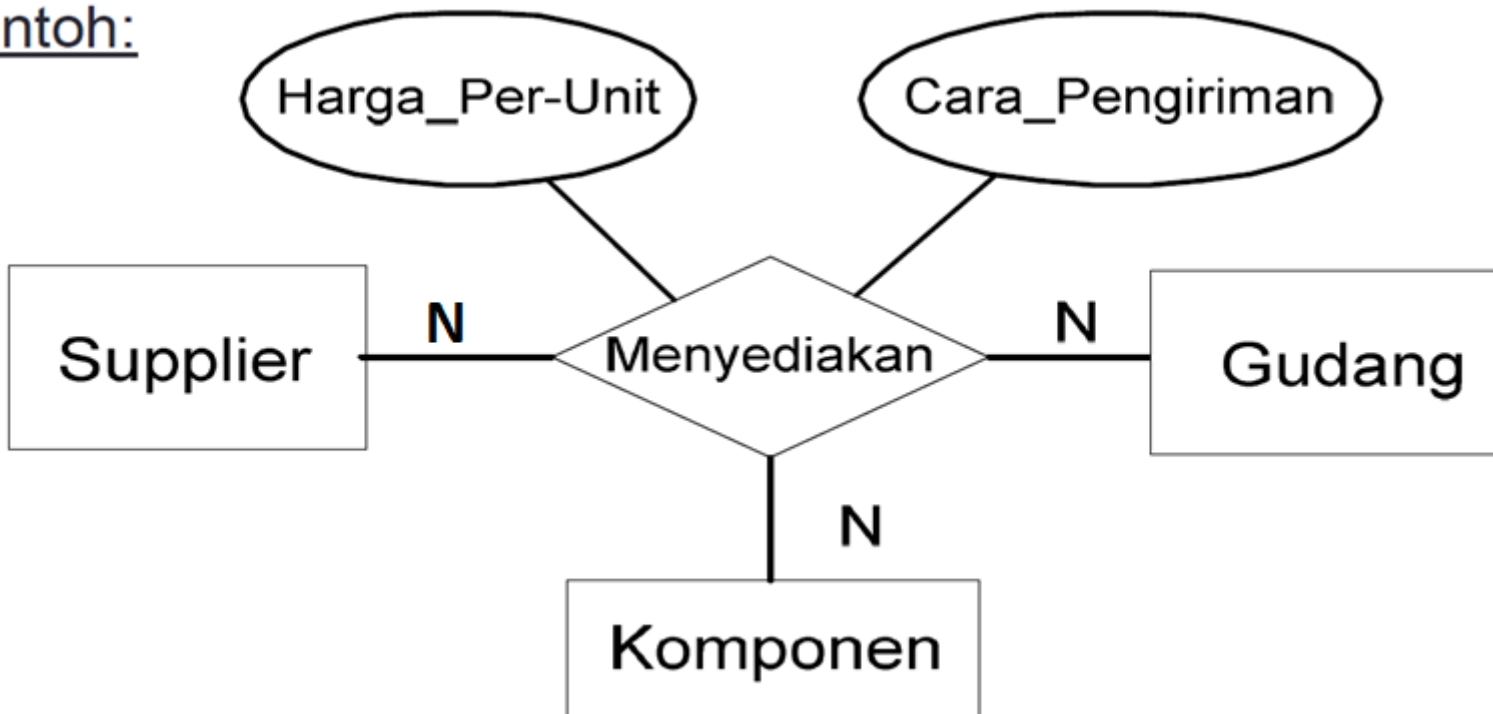 ntoh:
Harga_Per-Unit
Cara_Pengiriman
Supplier
N
Menyediakan
N
Gudang
N
Komponen